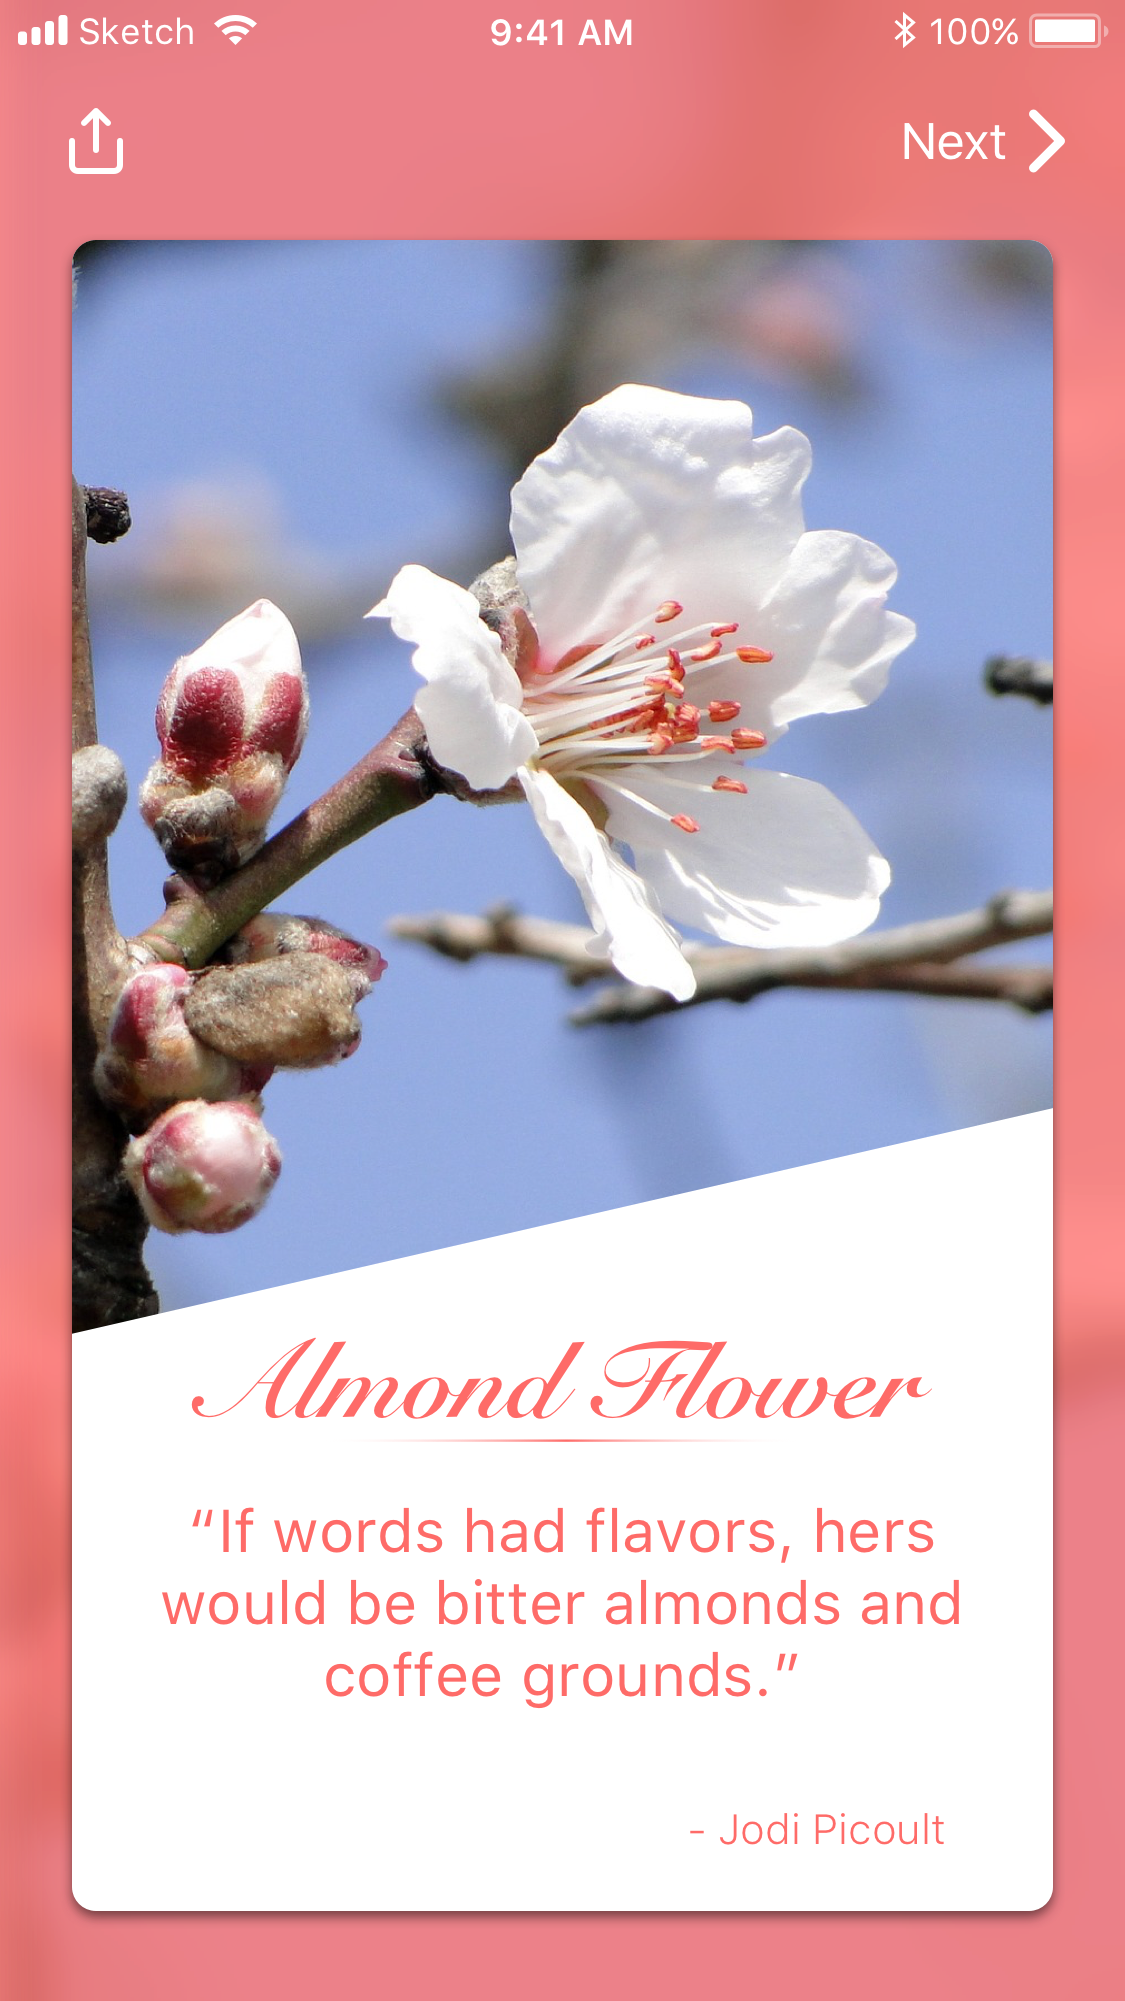 Sketch 9:41 AM 100%
Next
Almond Flower
“If words had flavors, hers
would be bitter almonds and
coffee grounds.”
- Jodi Picoult